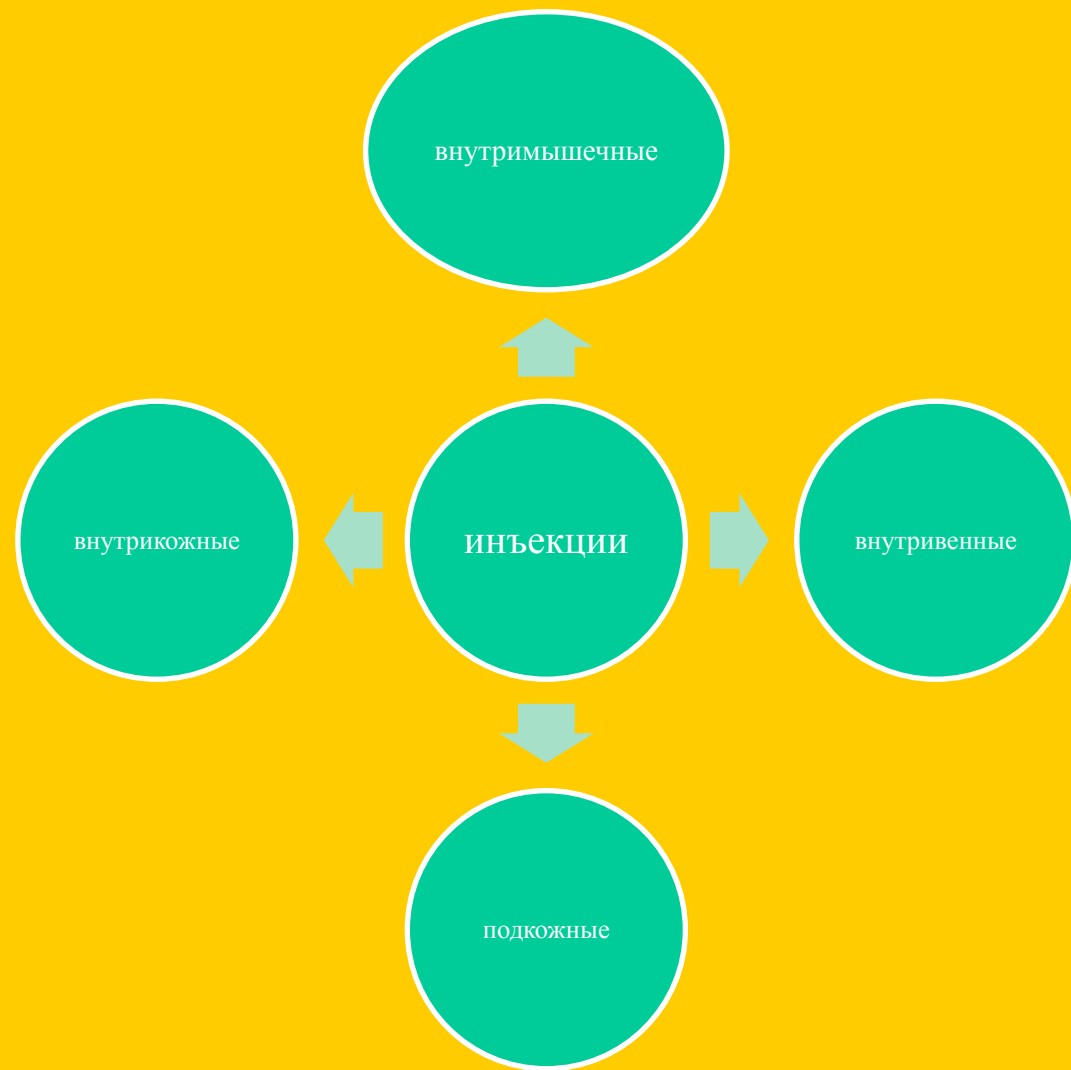 внутримышечные
внутрикожные
инъекции
внутривенные
подкожные